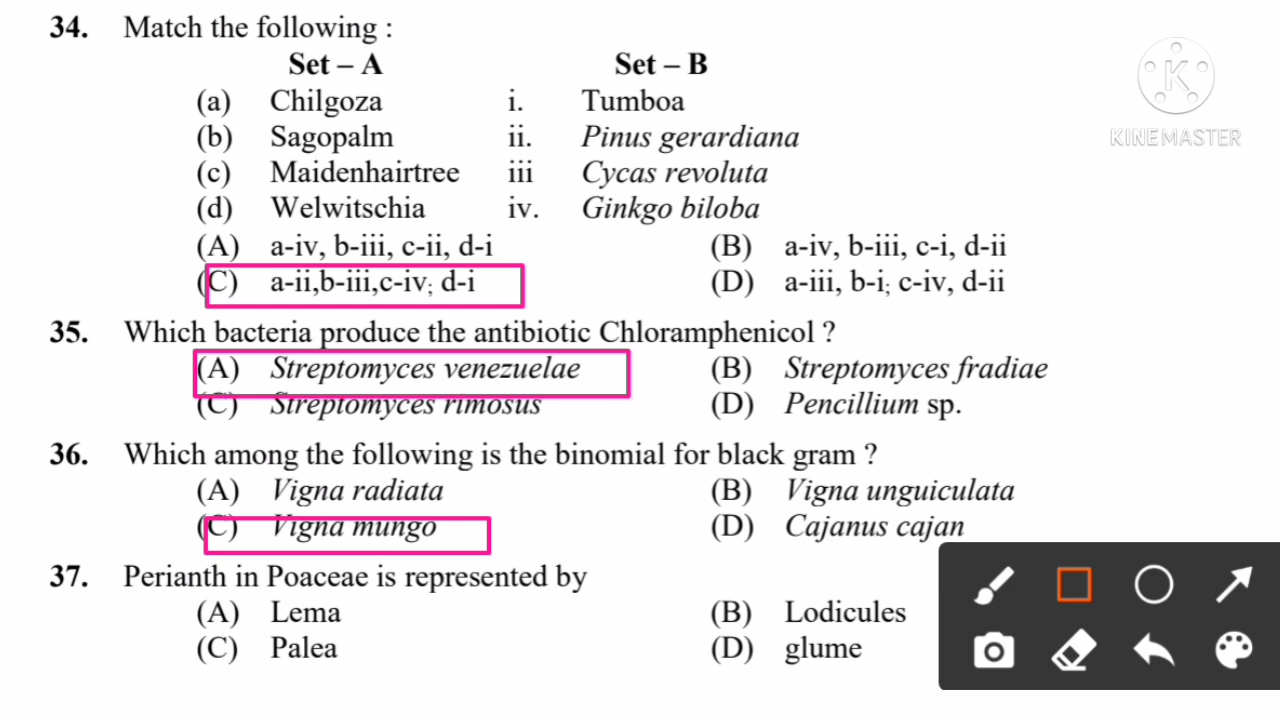 34. Match the following :
Set – A Set – B
(a) Chilgoza i. Tumboa
(b) Sagopalm ii. Pinus gerardiana
(c) Maidenhairtree iii Cycas revoluta
(d) Welwitschia iv. Ginkgo biloba
(A) a-iv, b-iii, c-ii, d-i (B) a-iv, b-iii, c-i, d-ii
(C) a-ii,b-iii,c-iv; d-i (D) a-iii, b-i; c-iv, d-ii
35. Which bacteria produce the antibiotic Chloramphenicol ?
(A) Streptomyces venezuelae (B) Streptomyces fradiae
(C) Streptomyces rimosus (D) Pencillium sp.
36. Which among the following is the binomial for black gram ?
(A) Vigna radiata (B) Vigna unguiculata
(C) Vigna mungo (D) Cajanus cajan
37. Perianth in Poaceae is represented by
(A) Lema (B) Lodicules
(C) Palea (D) glume
K
KINEMASTER